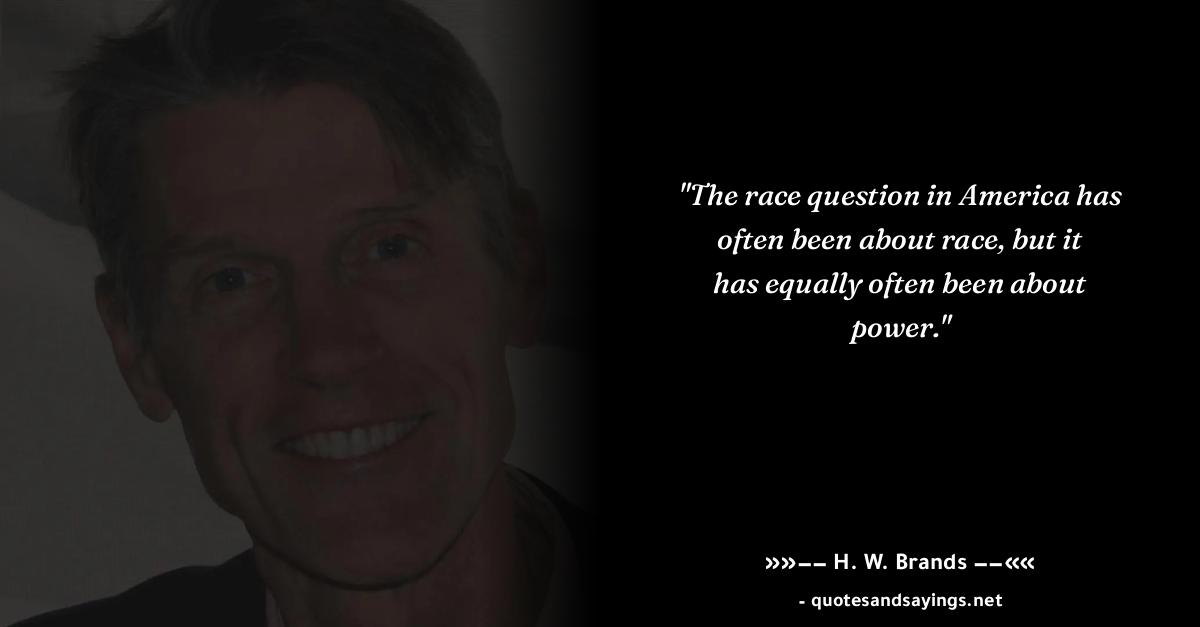 "The race question in America has
often been about race, but it
has equally often been about
power."
»»–– H. W. Brands ––««
- quotesandsayings.net